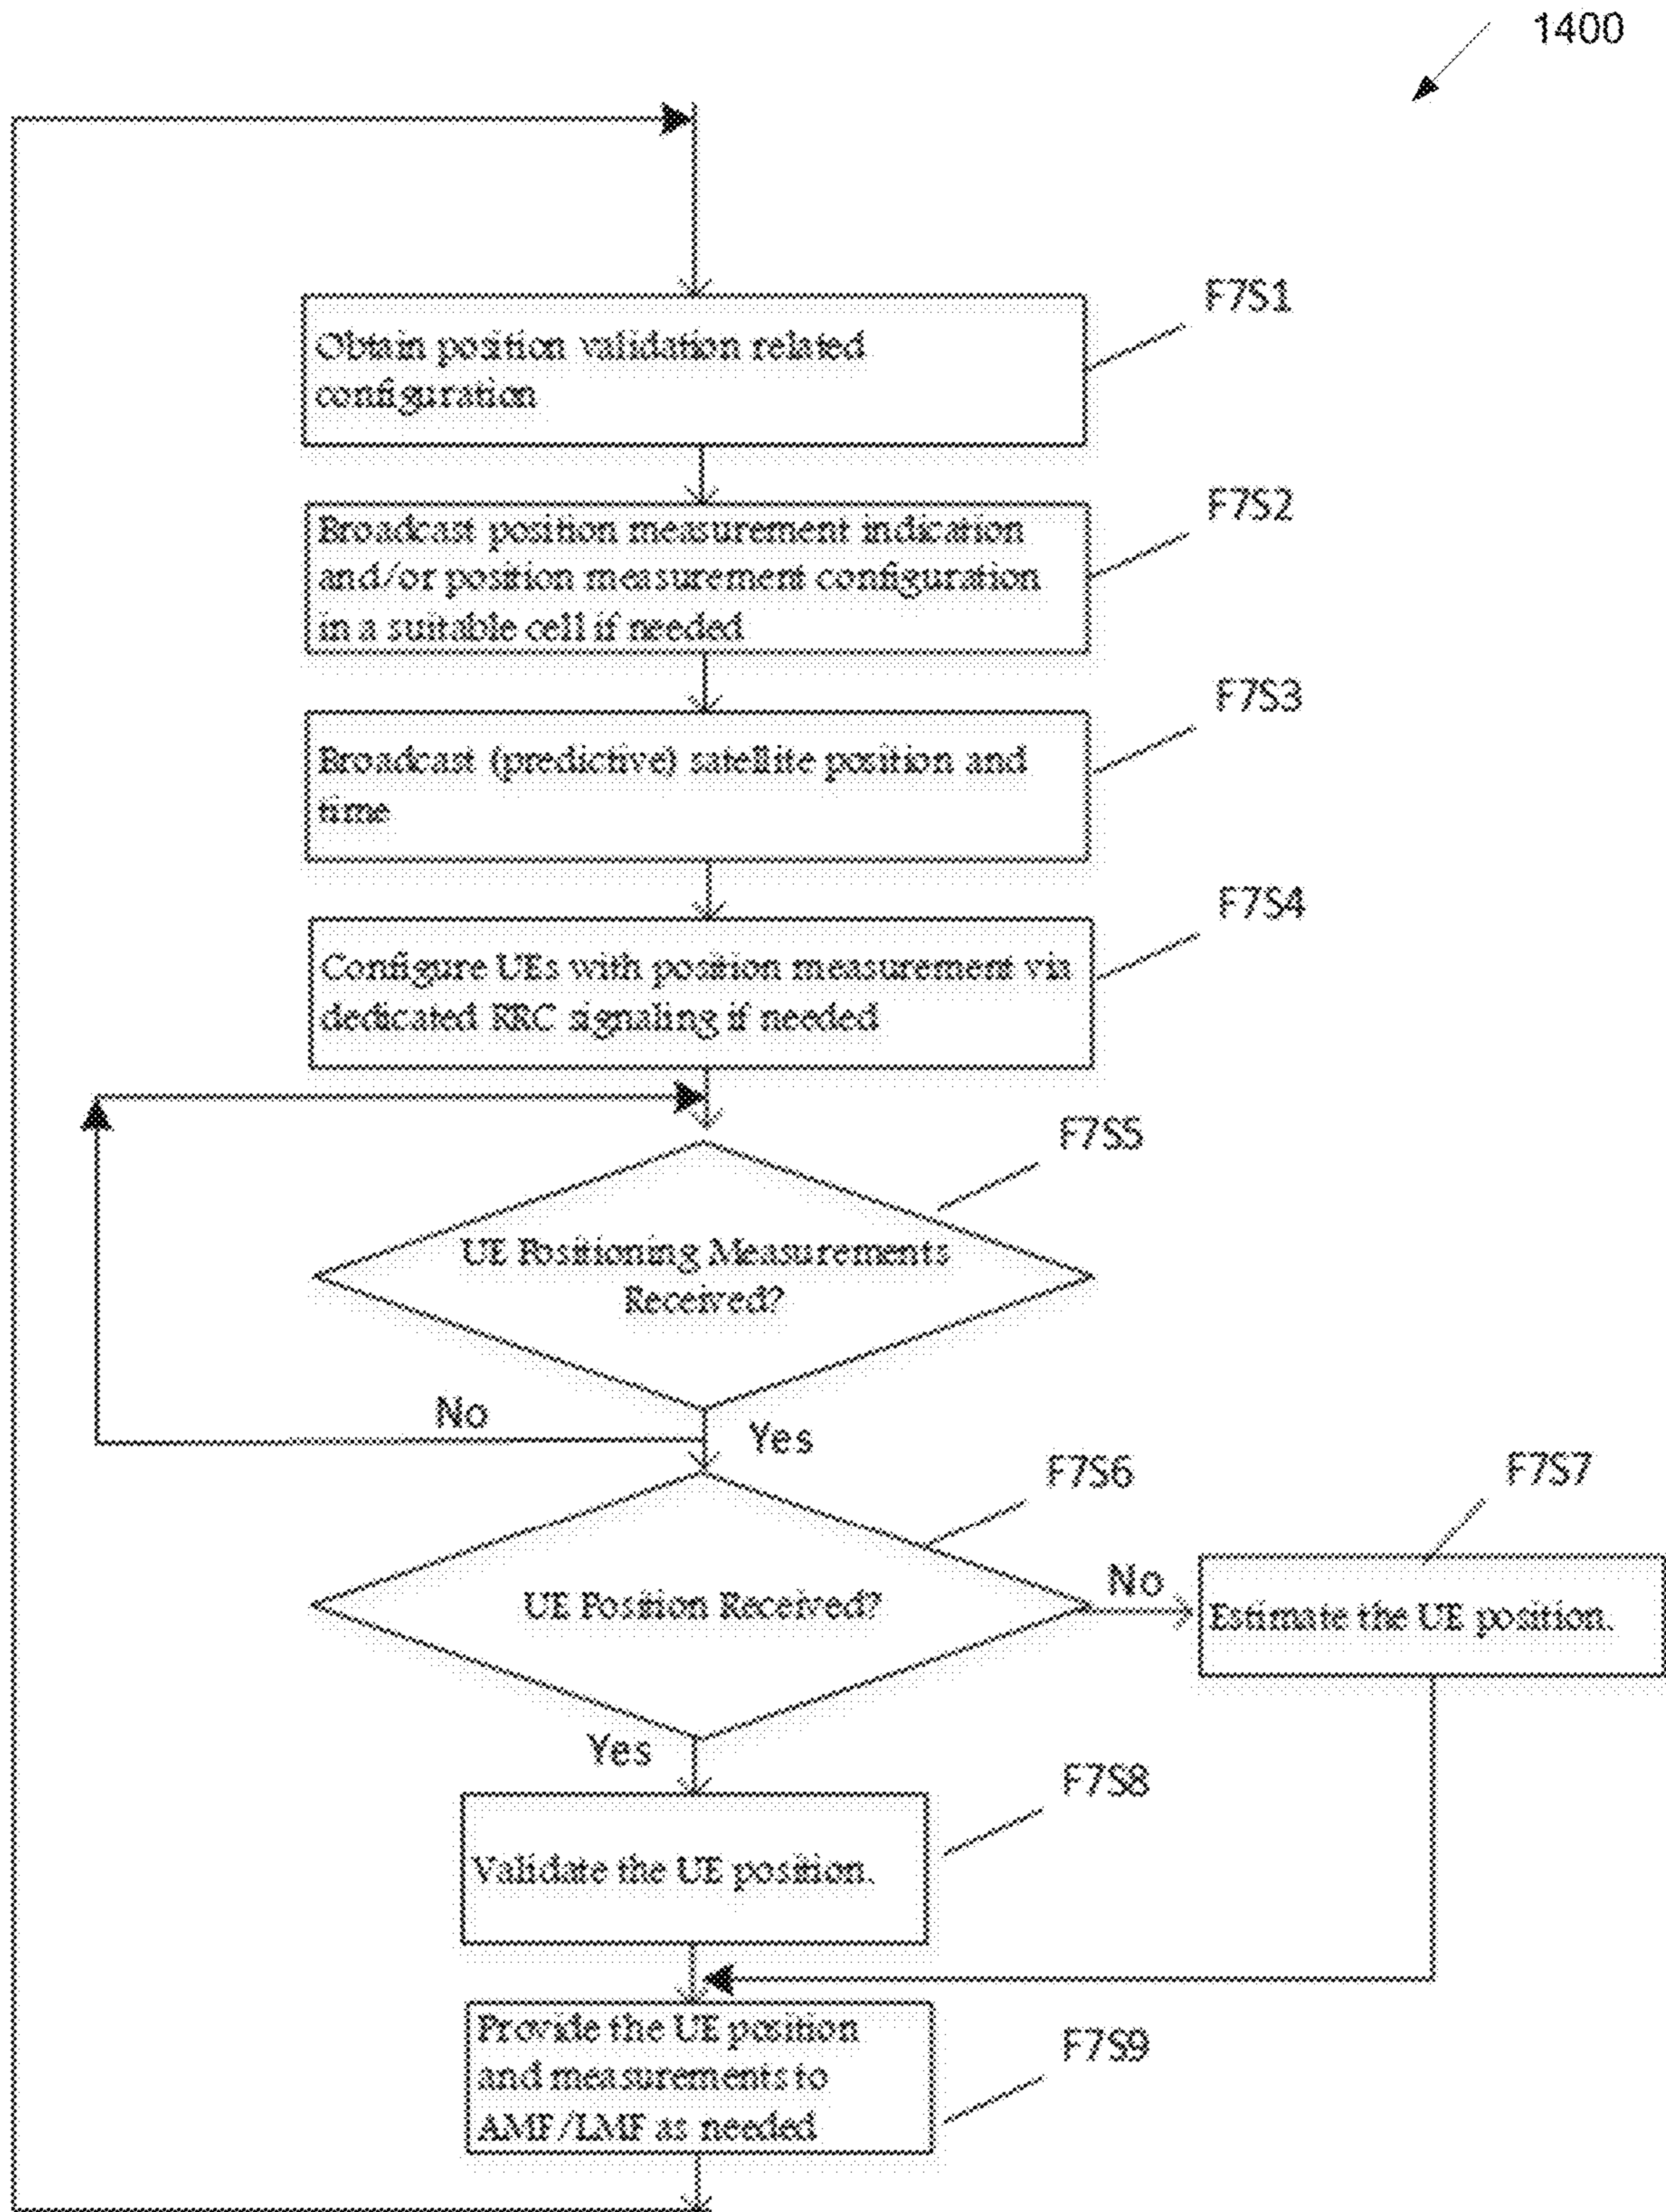 1400
F7S1
Obtain position validation related
configuration
F7S2
Broadcast position measurement indication
and/or position measurement configuration
in a suitable cell if needed
F7S3
Broadcast (predictive) satellite position and
time
F7S4
Configure UEs with position measurement via
dedicated RRC signaling if needed
F7S5
UE Positioning Measurements
Received?
No
Yes
F7S6
F7S7
UE Position Received?
No
Estimate the UE position.
Yes
F7S8
Validate the UE position.
F7S9
Provide the UE position
and measurements to
AMF/LMF as needed